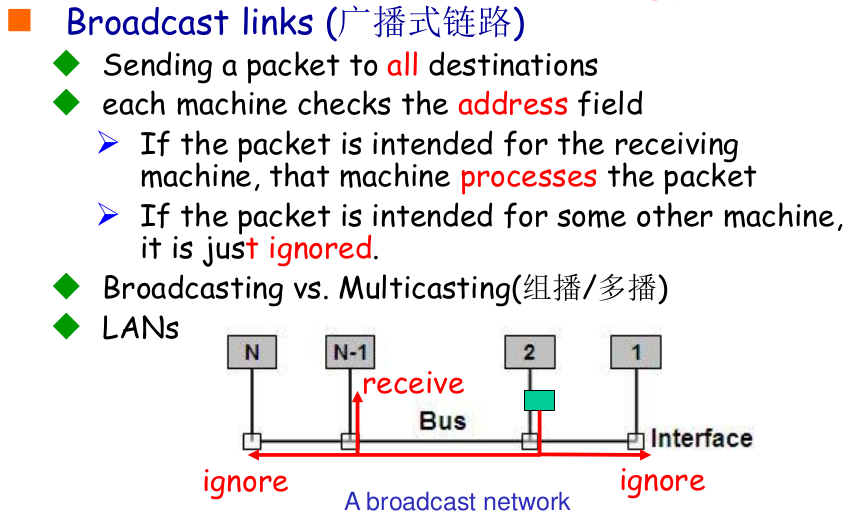 Broadcast links (广播式链路)
Sending a packet to all destinations
each machine checks the address field
If the packet is intended for the receiving
machine, that machine processes the packet
If the packet is intended for some other machine,
it is just ignored.
Broadcasting vs. Multicasting(组播/多播)
LANs
N
N-1
2
1
receive
Bus
Interface
ignore
ignore
A broadcast network